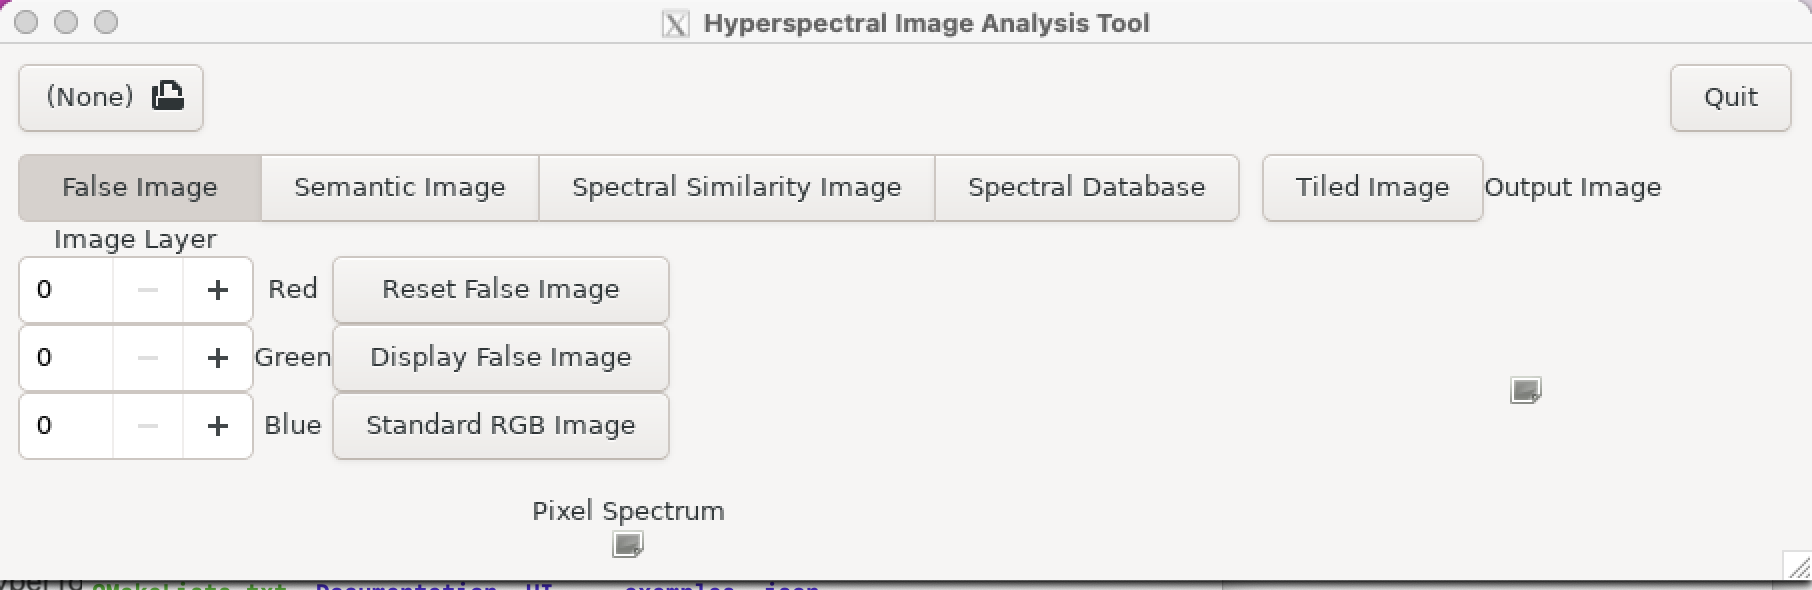 Hyperspectral Image Analysis Tool
(None)
Quit
False Image
Semantic Image
Spectral Similarity Image
Spectral Database
Tiled Image
Output Image
Image Layer
0
Red
Reset False Image
0
Green
Display False Image
0
Blue
Standard RGB Image
Pixel Spectrum